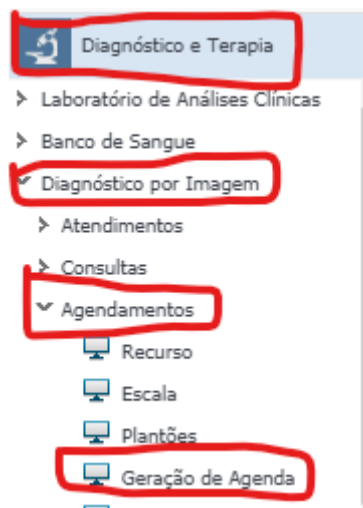 Diagnóstico e Terapia
Laboratório de Análises Clínicas
Banco de Sangue
Diagnóstico por Imagem
Atendimentos
Consultas
Agendamentos
Recurso
Escala
Plantões
Geração de Agenda